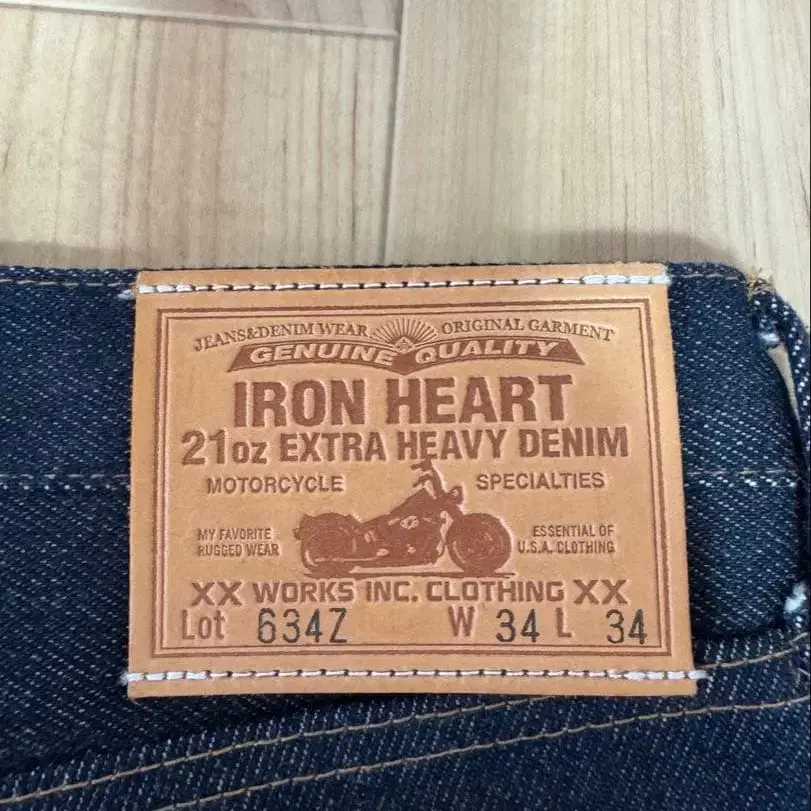 JEANS&DENIM WEAR ORIGINAL GARMENT
GENUINE QUALITY
IRON HEART
21oz EXTRA HEAVY DENIM
MOTORCYCLE SPECIALTIES
MY FAVORITE
RUGGED WEAR
ESSENTIAL OF
U.S.A. CLOTHING
XX WORKS INC. CLOTHING XX
Lot 634Z W 34 L 34